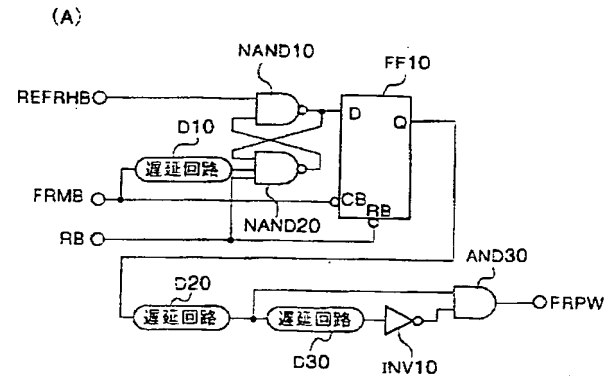 (A)
NAND10
FF10
REFRHB
D
Q
D10
遅延回路
FRMB
CB
RB
NAND20
RB
AND30
D20
遅延回路
遅延回路
FRPW
D30
INV10